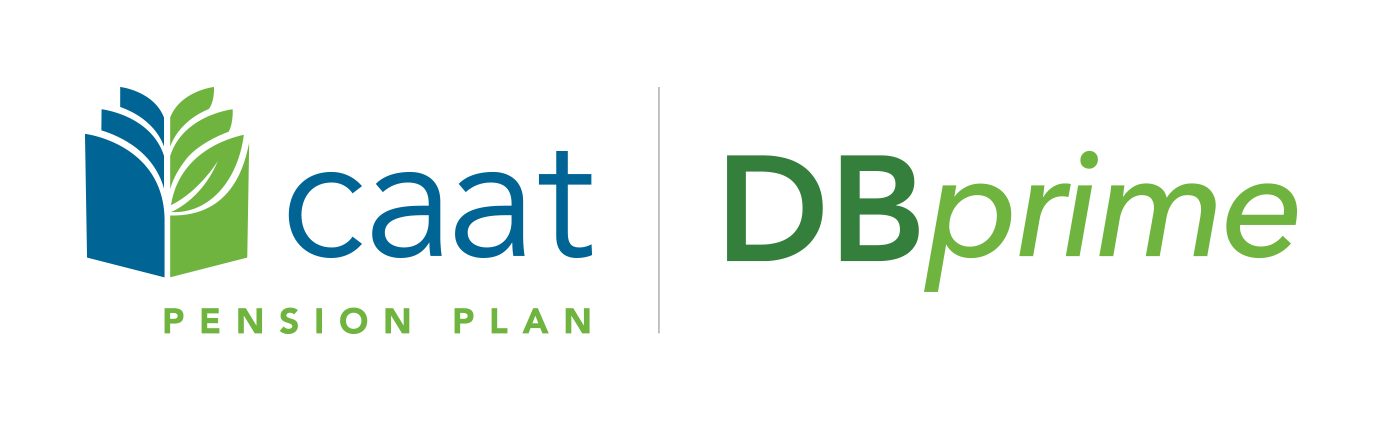 caat
PENSION PLAN
DBprime